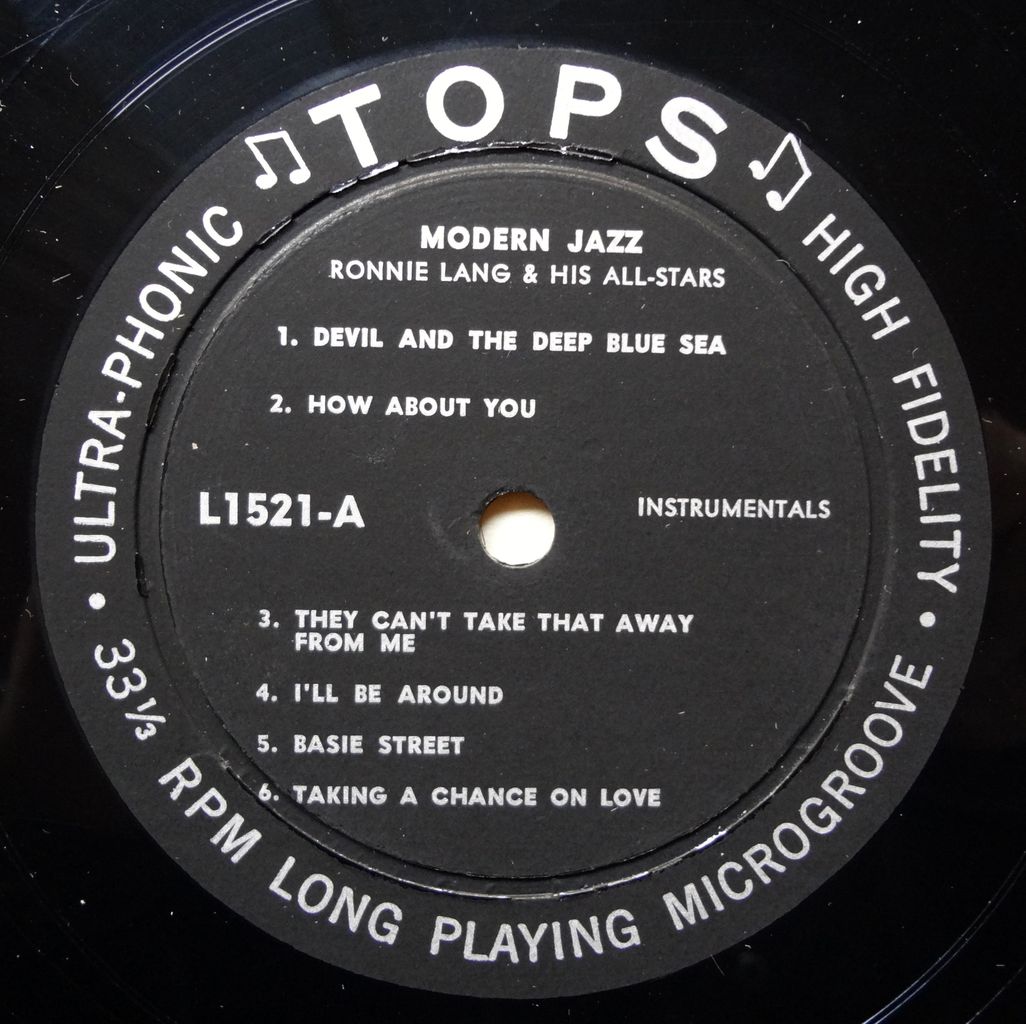 TOPS
ULTRA-PHONIC
HIGH FIDELITY
MODERN JAZZ
RONNIE LANG & HIS ALL-STARS
1. DEVIL AND THE DEEP BLUE SEA
2. HOW ABOUT YOU
L1521-A
INSTRUMENTALS
3. THEY CAN'T TAKE THAT AWAY
FROM ME
4. I'LL BE AROUND
5. BASIE STREET
6. TAKING A CHANCE ON LOVE
33⅓ RPM LONG PLAYING MICROGROOVE